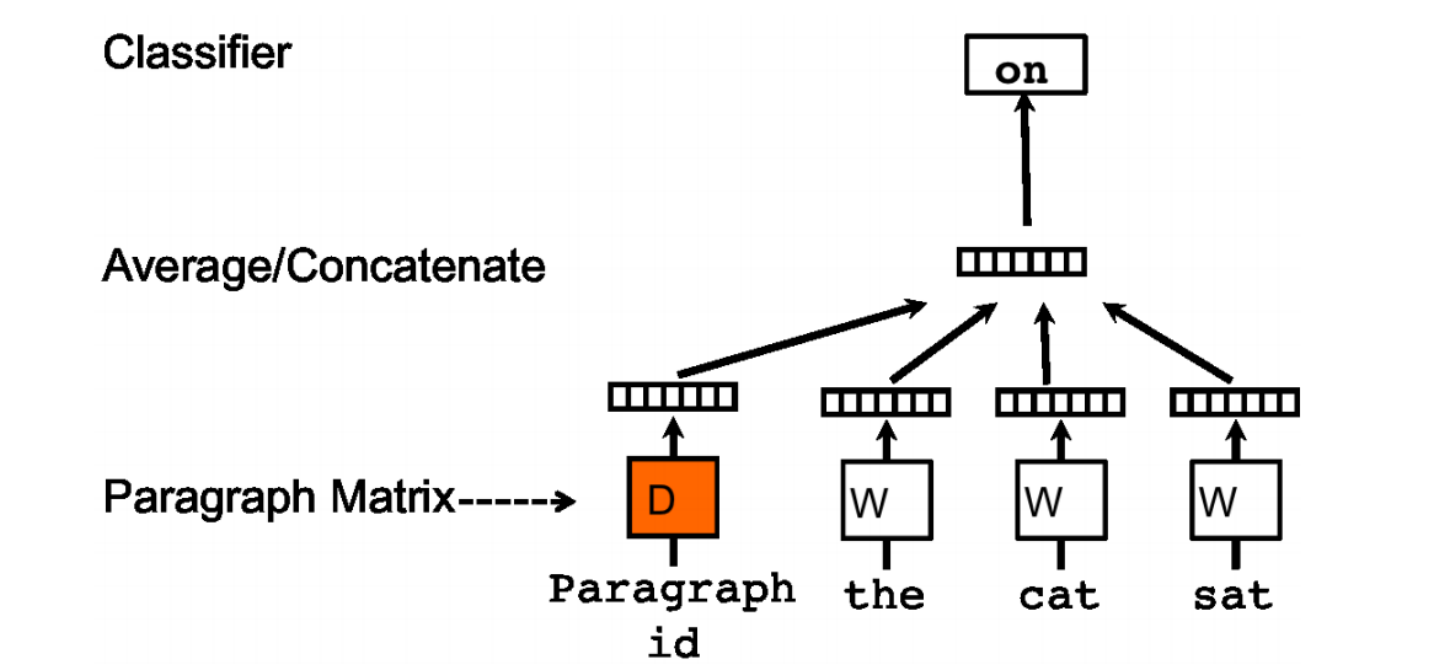 Classifier
on
Average/Concatenate
Paragraph Matrix----->
D
W
W
W
Paragraph
id
the
cat
sat